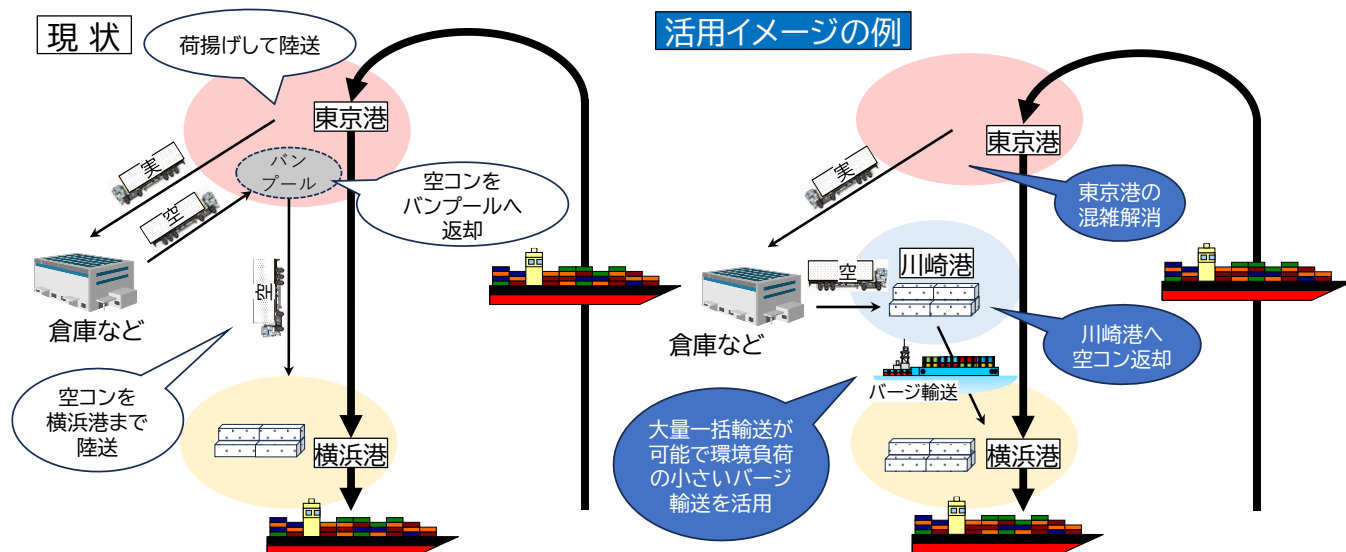 現 状
荷揚げして陸送
東京港
バン
プール
実
空
空コンを
バンプールへ
返却
空
倉庫など
空コンを
横浜港まで
陸送
横浜港
活用イメージの例
東京港
実
東京港の
混雑解消
川崎港
空
倉庫など
川崎港へ
空コン返却
バージ輸送
大量一括輸送が
可能で環境負荷
の小さいバージ
輸送を活用
横浜港